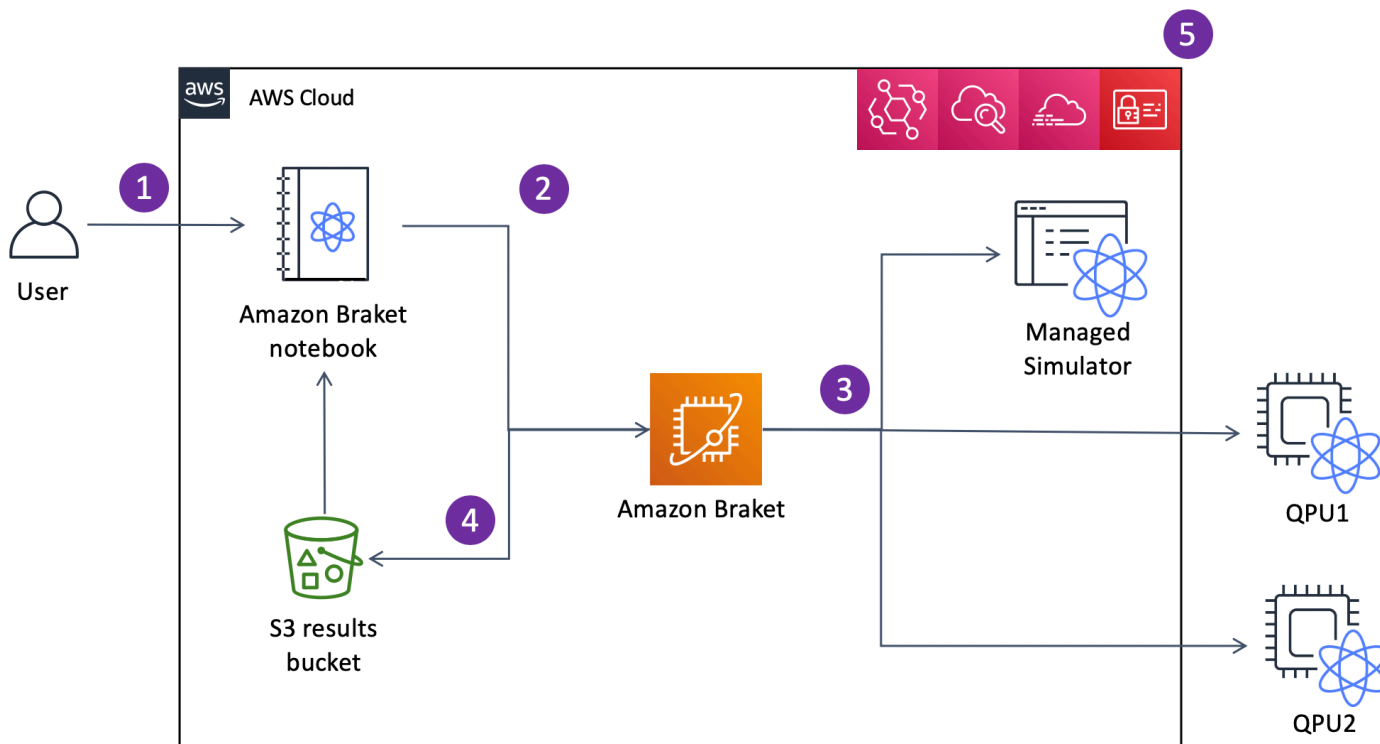 5
aws
AWS Cloud
1
2
User
Amazon Braket
notebook
Managed
Simulator
3
Amazon Braket
QPU1
4
S3 results
bucket
QPU2